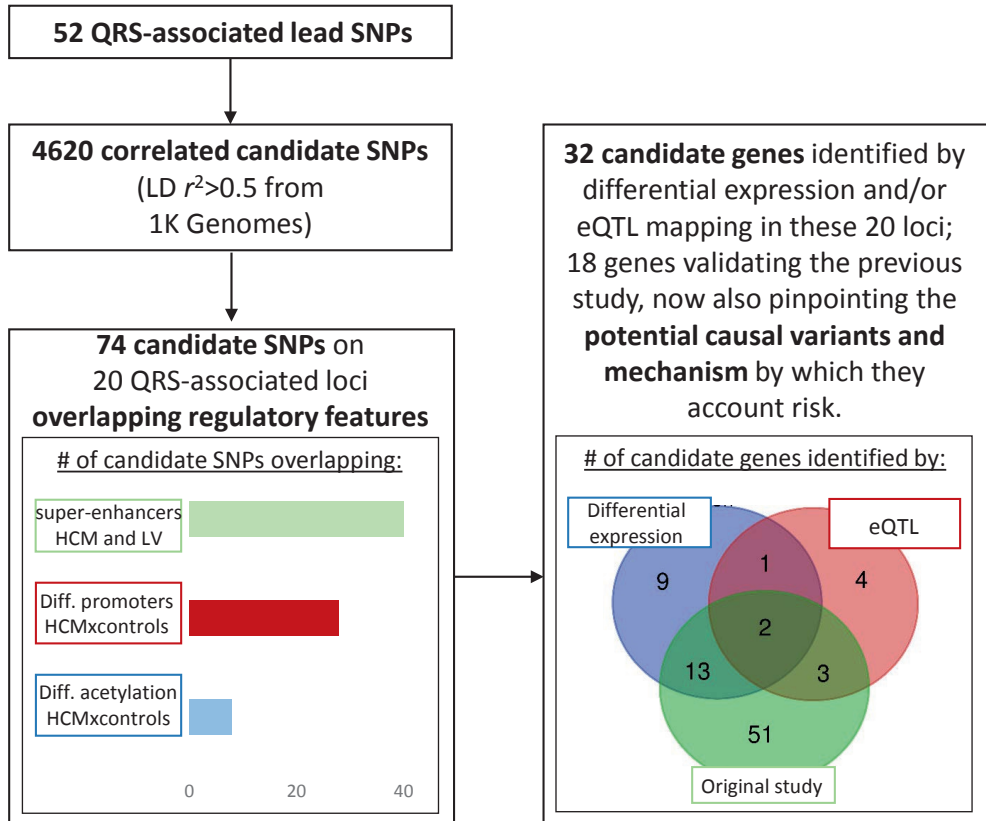 52 QRS-associated lead SNPs
4620 correlated candidate SNPs
(LD r²>0.5 from
1K Genomes)
74 candidate SNPs on
20 QRS-associated loci
overlapping regulatory features
# of candidate SNPs overlapping:
super-enhancers
HCM and LV
Diff. promoters
HCMxcontrols
Diff. acetylation
HCMxcontrols
0 20 40
32 candidate genes identified by
differential expression and/or
eQTL mapping in these 20 loci;
18 genes validating the previous
study, now also pinpointing the
potential causal variants and
mechanism by which they
account risk.
# of candidate genes identified by:
Differential
expression
eQTL
9
1
4
2
13
3
51
Original study